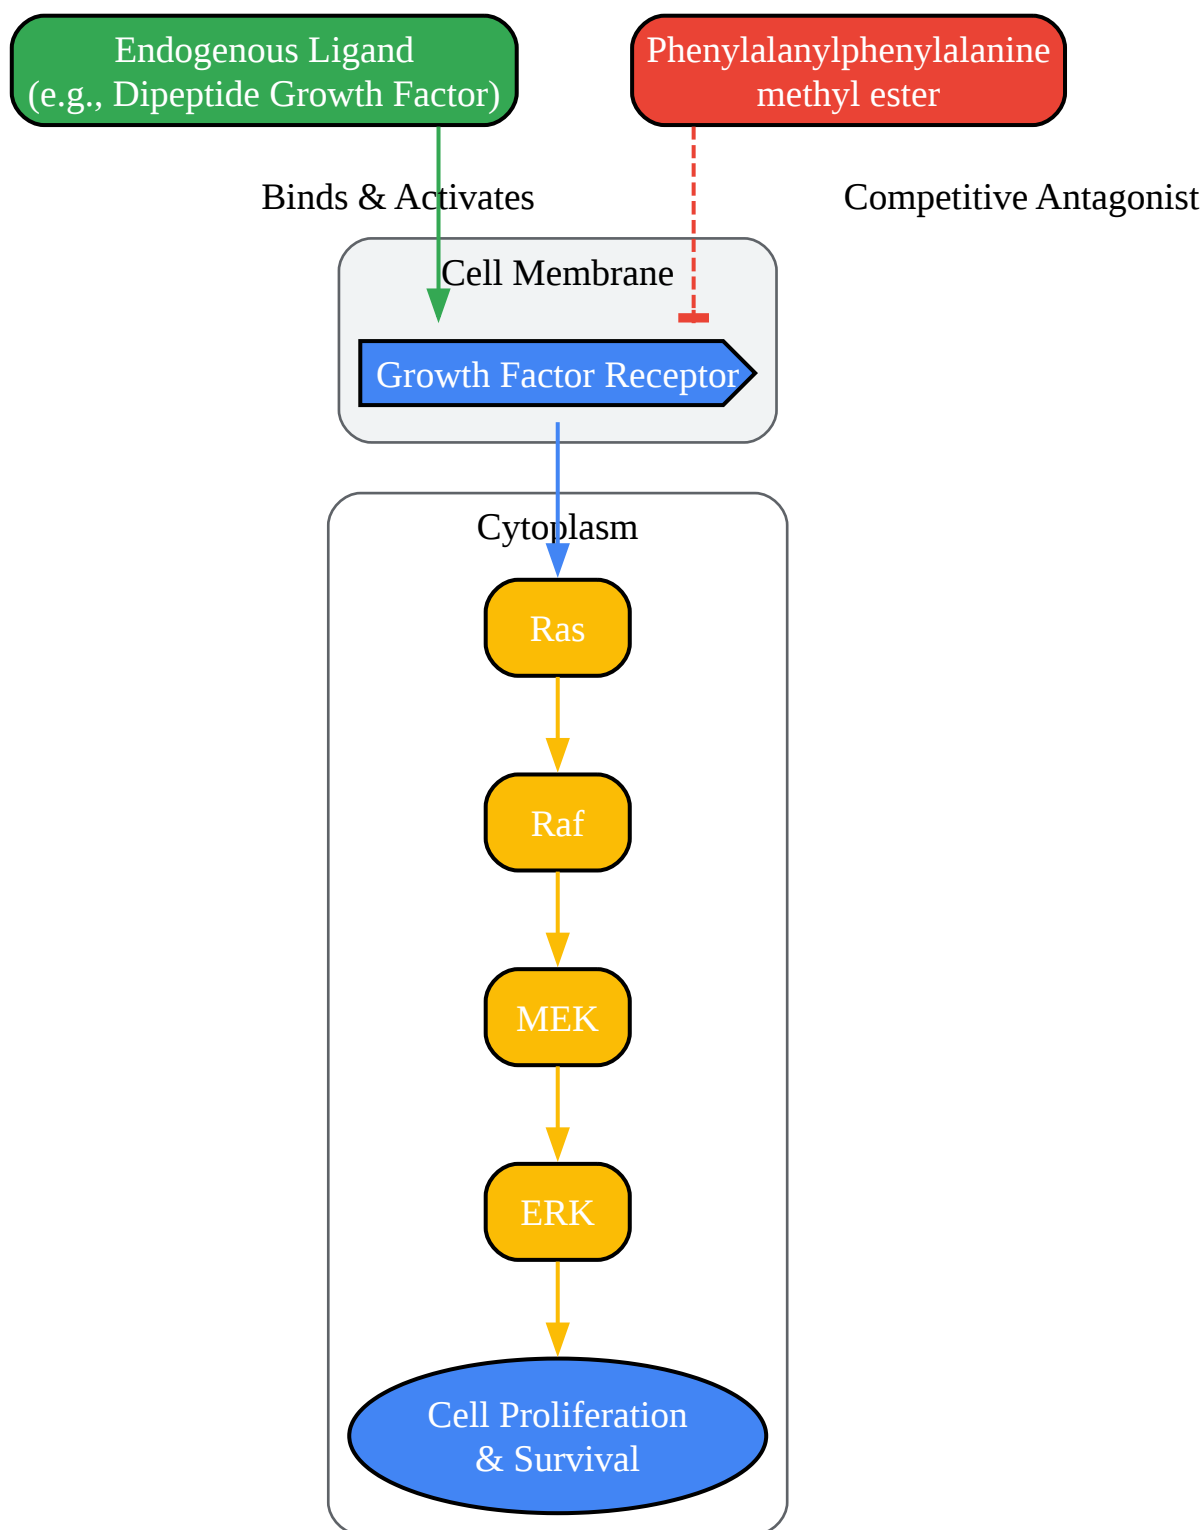 Endogenous Ligand
(e.g., Dipeptide Growth Factor)
Phenylalanylphenylalanine
methyl ester
Binds & Activates
Competitive Antagonist
Cell Membrane
Growth Factor Receptor
Cytoplasm
Ras
Raf
MEK
ERK
Cell Proliferation
& Survival